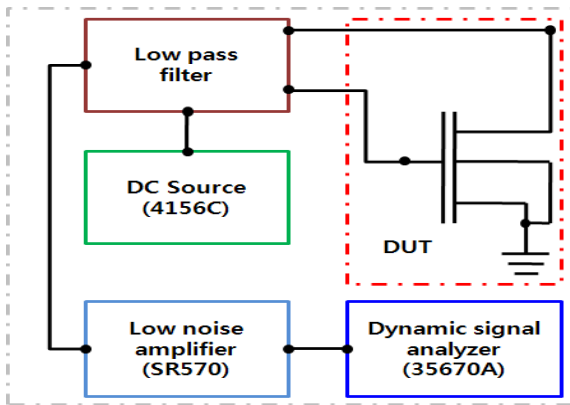 Low pass
filter
DC Source
(4156C)
DUT
Low noise
amplifier
(SR570)
Dynamic signal
analyzer
(35670A)